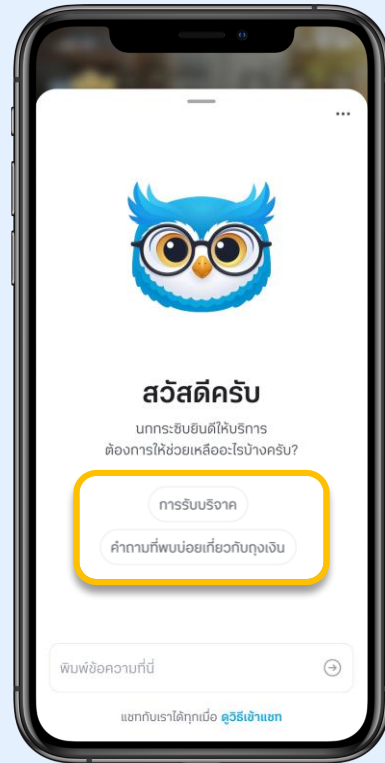 สวัสดีครับ
นกกระซิบยินดีให้บริการ
ต้องการให้ช่วยเหลืออะไรบ้างครับ?
การรับบริจาค
คำถามที่พบบ่อยเกี่ยวกับถุงเงิน
พิมพ์ข้อความที่นี่
แชทกับเราได้ทุกเมื่อ ดูวิธีเข้าแชท